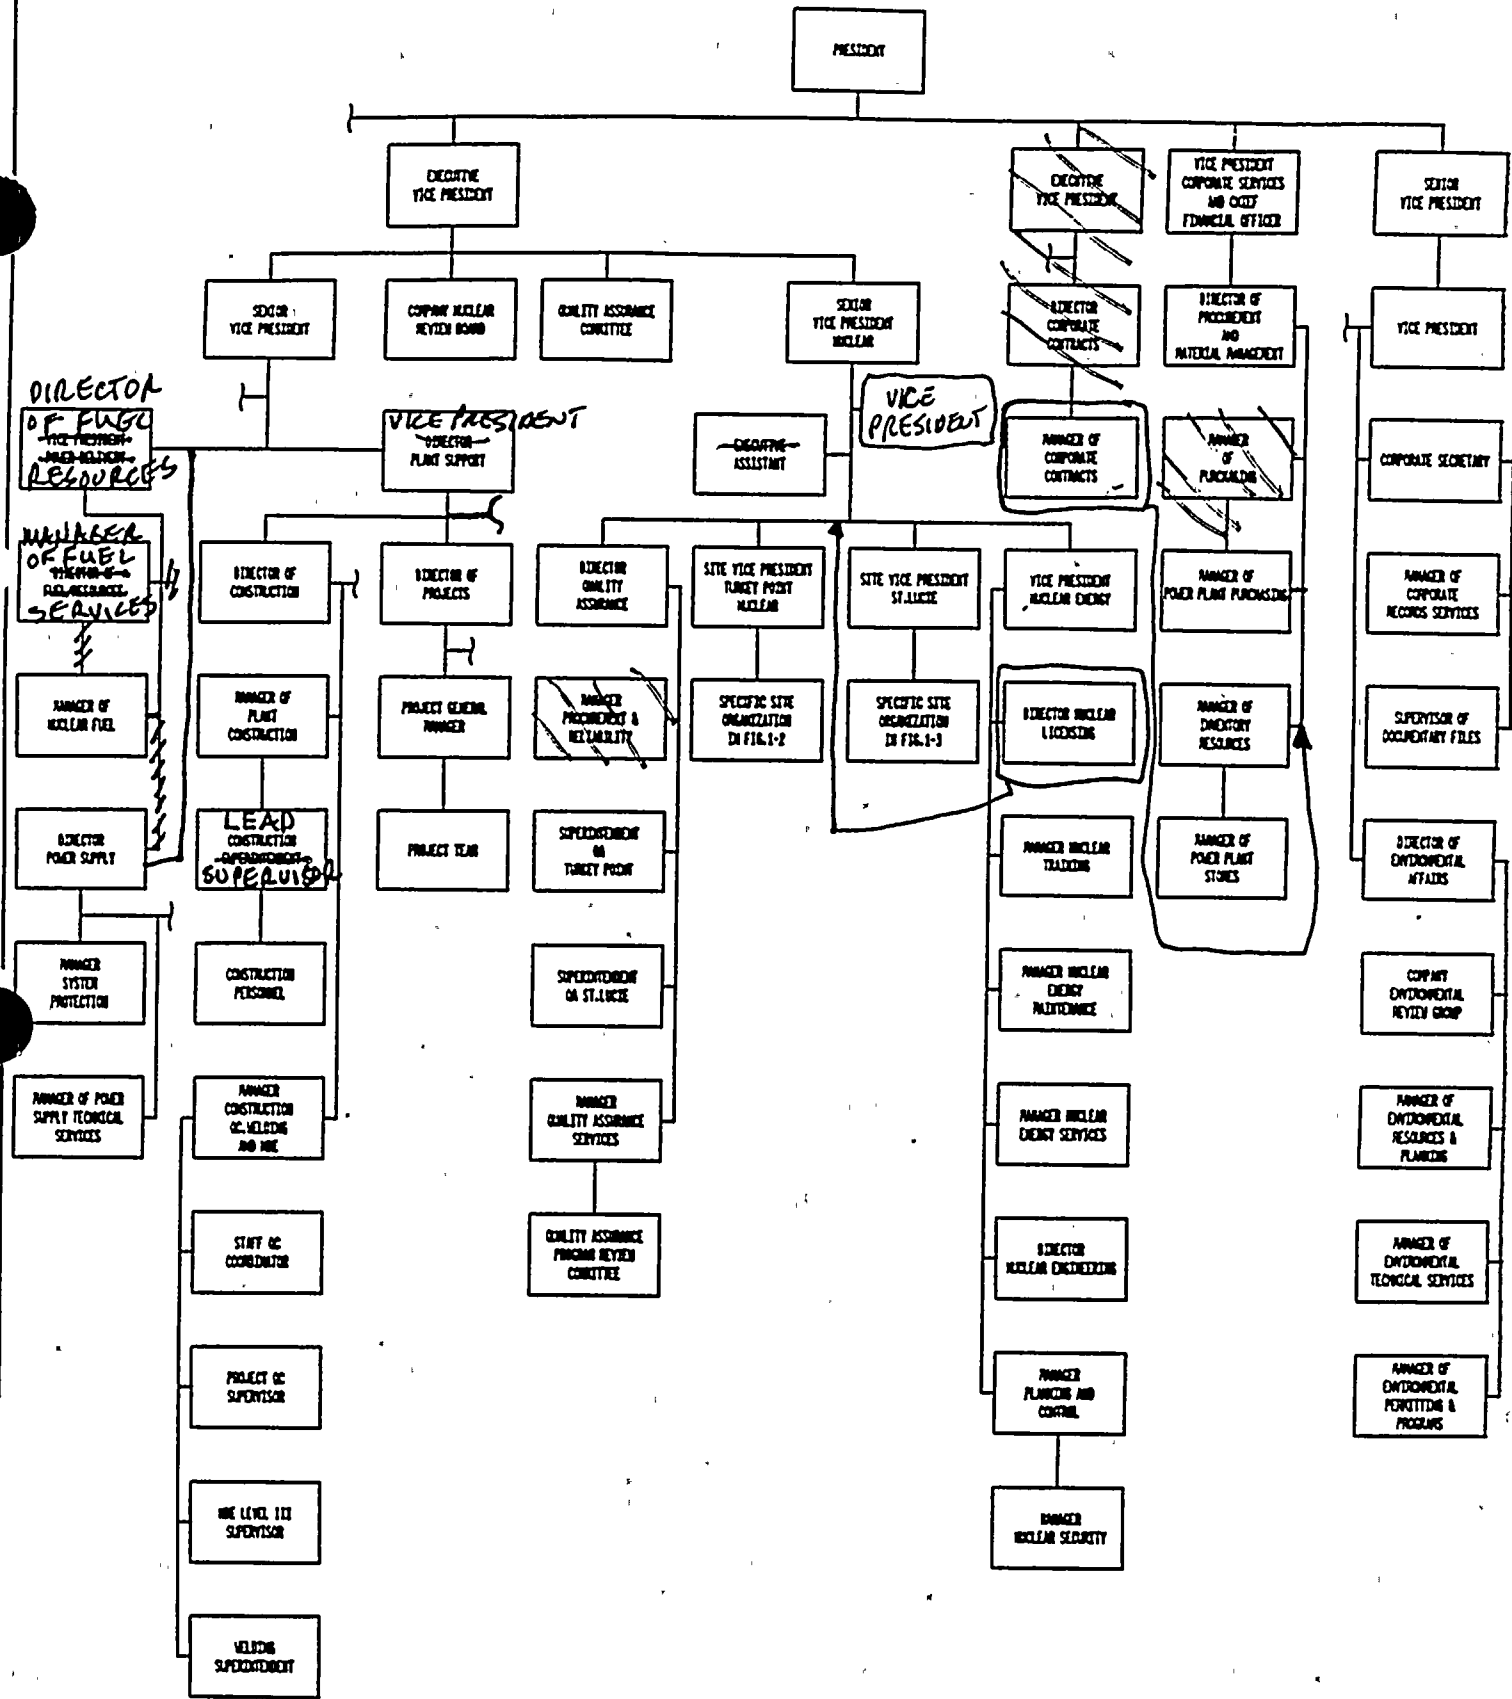 PRESIDENT
EXECUTIVE
VICE PRESIDENT
EXECUTIVE
VICE PRESIDENT
VICE PRESIDENT
CORPORATE SERVICES
AND CHIEF
FINANCIAL OFFICER
SENIOR
VICE PRESIDENT
SENIOR
VICE PRESIDENT
COMPANY NUCLEAR
REVIEW BOARD
QUALITY ASSURANCE
COMMITTEE
SENIOR
VICE PRESIDENT
NUCLEAR
DIRECTOR
CORPORATE
CONTRACTS
DIRECTOR OF
PROCUREMENT
AND
MATERIAL MANAGEMENT
VICE PRESIDENT
DIRECTOR
OF FUEL
VICE PRESIDENT
POWER DELIVERY
RESOURCES
VICE PRESIDENT
DIRECTOR
PLANT SUPPORT
EXECUTIVE
ASSISTANT
VICE
PRESIDENT
MANAGER OF
CORPORATE
CONTRACTS
MANAGER
OF
PURCHASING
CORPORATE SECRETARY
MANAGER
OF FUEL
DIRECTOR OF
FUEL RESOURCES
SERVICES
DIRECTOR OF
CONSTRUCTION
DIRECTOR OF
PROJECTS
DIRECTOR
QUALITY
ASSURANCE
SITE VICE PRESIDENT
TURKEY POINT
NUCLEAR
SITE VICE PRESIDENT
ST.LUCIE
VICE PRESIDENT
NUCLEAR ENERGY
MANAGER OF
POWER PLANT PURCHASING
MANAGER OF
CORPORATE
RECORDS SERVICES
MANAGER OF
NUCLEAR FUEL
MANAGER OF
PLANT
CONSTRUCTION
PROJECT GENERAL
MANAGER
MANAGER
PROCUREMENT &
RELIABILITY
SPECIFIC SITE
ORGANIZATION
IN FIG.1-2
SPECIFIC SITE
ORGANIZATION
IN FIG.1-3
DIRECTOR NUCLEAR
LICENSING
MANAGER OF
INVENTORY
RESOURCES
SUPERVISOR OF
DOCUMENTARY FILES
DIRECTOR
POWER SUPPLY
LEAD
CONSTRUCTION
SUPERINTENDENT
SUPERVISOR
PROJECT TEAM
SUPERINTENDENT
QA
TURKEY POINT
MANAGER NUCLEAR
TRAINING
MANAGER OF
POWER PLANT
STORES
DIRECTOR OF
ENVIRONMENTAL
AFFAIRS
MANAGER
SYSTEM
PROTECTION
CONSTRUCTION
PERSONNEL
SUPERINTENDENT
QA ST.LUCIE
MANAGER NUCLEAR
ENERGY
MAINTENANCE
COMPANY
ENVIRONMENTAL
REVIEW GROUP
MANAGER OF POWER
SUPPLY TECHNICAL
SERVICES
MANAGER
CONSTRUCTION
QC,WELDING
AND NDE
MANAGER
QUALITY ASSURANCE
SERVICES
MANAGER NUCLEAR
ENERGY SERVICES
MANAGER OF
ENVIRONMENTAL
RESOURCES &
PLANNING
STAFF QC
COORDINATOR
QUALITY ASSURANCE
PROGRAM REVIEW
COMMITTEE
DIRECTOR
NUCLEAR ENGINEERING
MANAGER OF
ENVIRONMENTAL
TECHNICAL SERVICES
PROJECT QC
SUPERVISOR
MANAGER
PLANNING AND
CONTROL
MANAGER OF
ENVIRONMENTAL
PERMITTING &
PROGRAMS
NDE LEVEL III
SUPERVISOR
MANAGER
NUCLEAR SECURITY
WELDING
SUPERINTENDENT